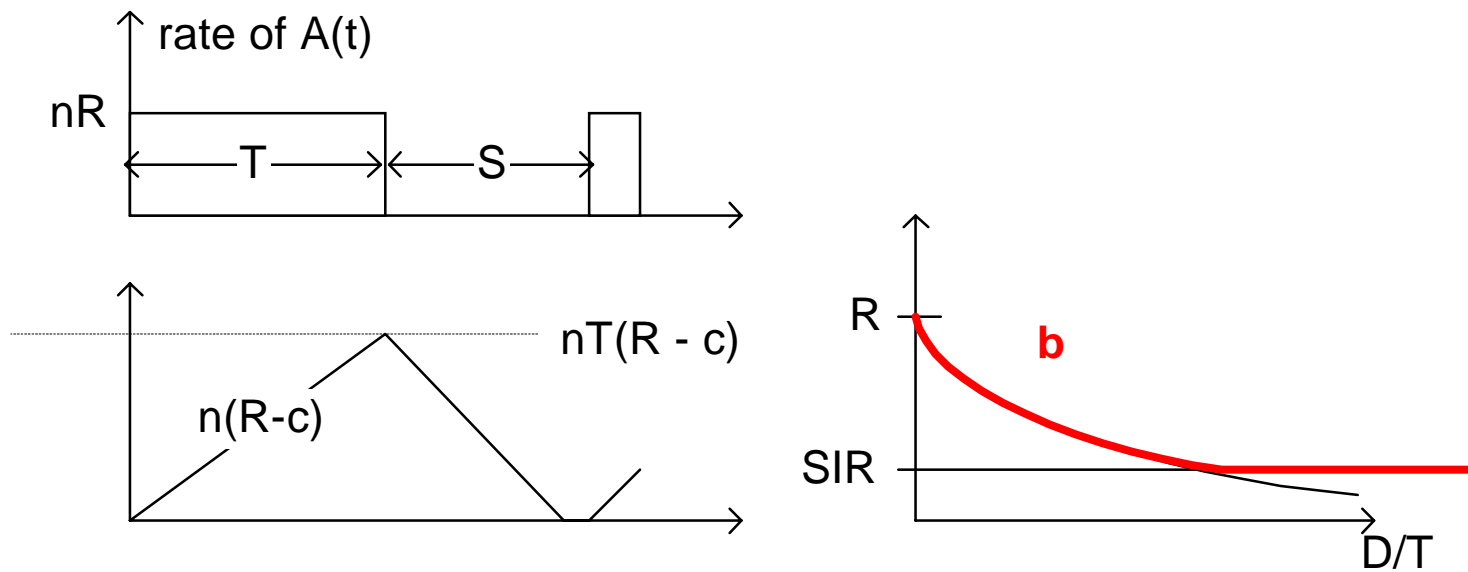 rate of A(t)
nR
T
S
nT(R - c)
n(R-c)
R
b
SIR
D/T